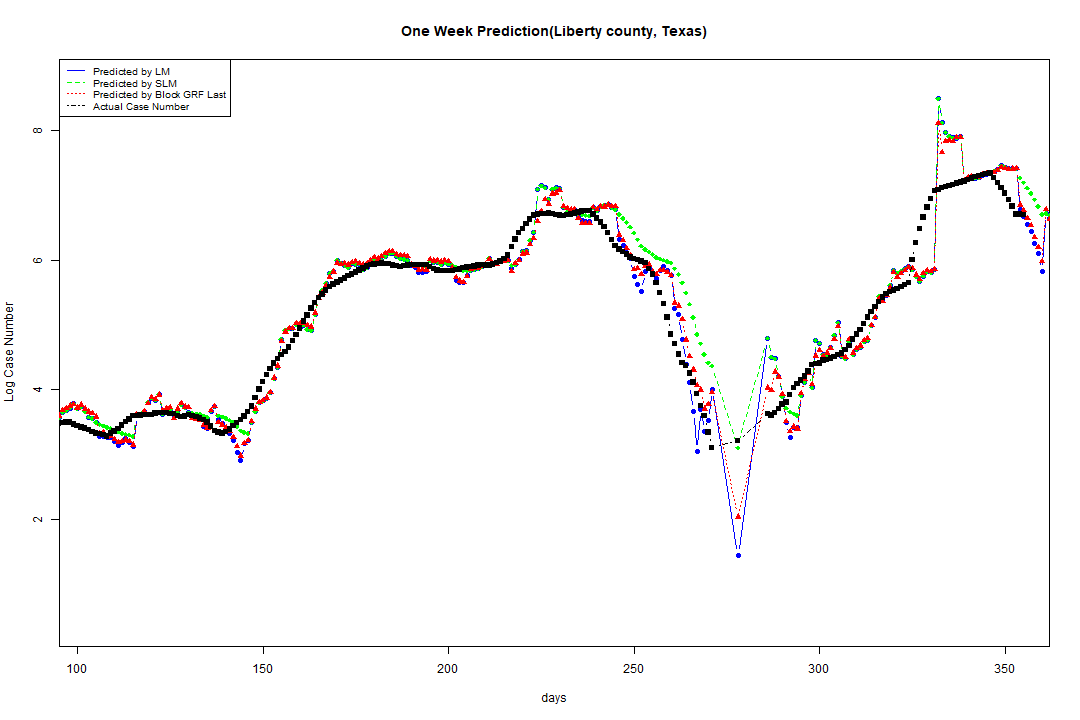 One Week Prediction(Liberty county, Texas)
Predicted by LM
Predicted by SLM
Predicted by Block GRF Last
Actual Case Number
8
6
4
2
Log Case Number
100 150 200 250 300 350
days